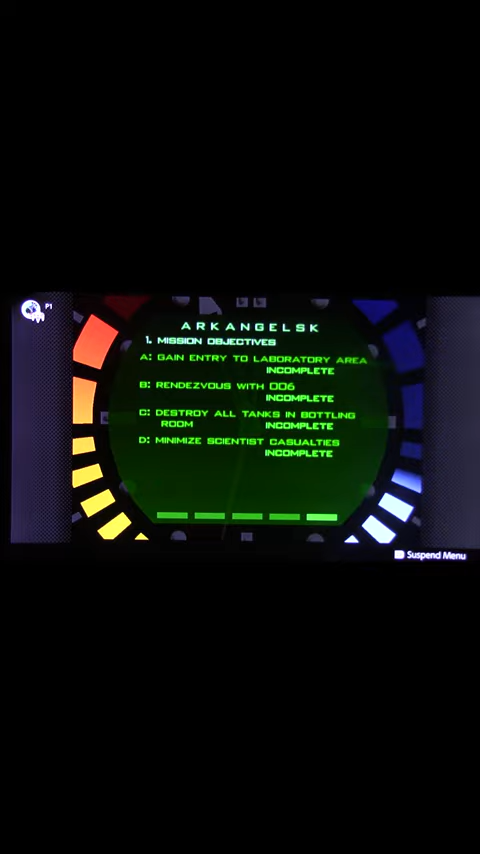 P1
ARKANGELSK
1. MISSION OBJECTIVES
A: GAIN ENTRY TO LABORATORY AREA
INCOMPLETE
B: RENDEZVOUS WITH 006
INCOMPLETE
C: DESTROY ALL TANKS IN BOTTLING
ROOM INCOMPLETE
D: MINIMIZE SCIENTIST CASUALTIES
INCOMPLETE
Suspend Menu